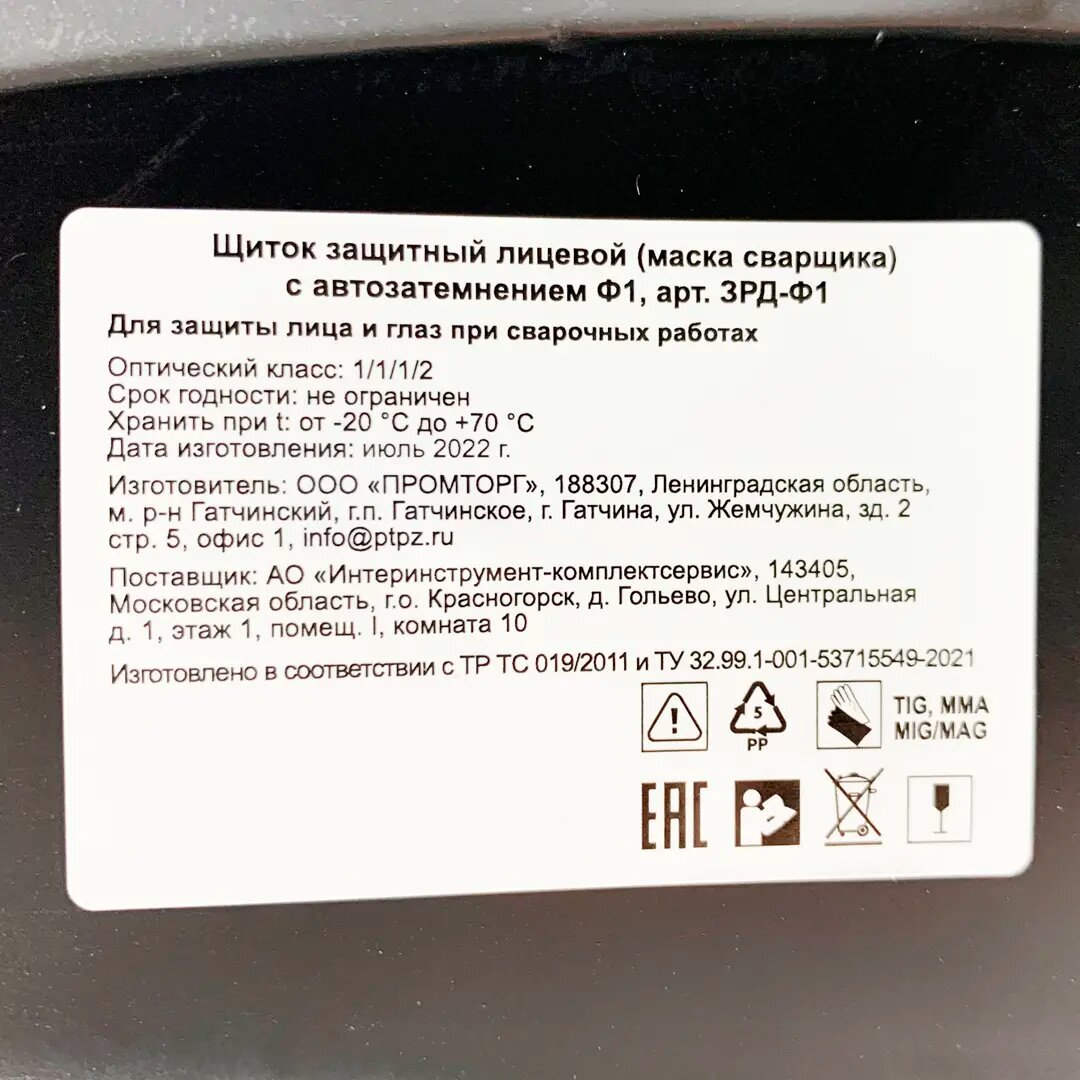 Щиток защитный лицевой (маска сварщика)
с автозатемнением Ф1, арт. ЗРД-Ф1
Для защиты лица и глаз при сварочных работах
Оптический класс: 1/1/1/2
Срок годности: не ограничен
Хранить при t: от -20 °С до +70 °С
Дата изготовления: июль 2022 г.
Изготовитель: ООО «ПРОМТОРГ», 188307, Ленинградская область,
м. р-н Гатчинский, г.п. Гатчинское, г. Гатчина, ул. Жемчужина, зд. 2
стр. 5, офис 1, info@ptpz.ru
Поставщик: АО «Интеринструмент-комплектсервис», 143405,
Московская область, г.о. Красногорск, д. Гольево, ул. Центральная
д. 1, этаж 1, помещ. I, комната 10
Изготовлено в соответствии с ТР ТС 019/2011 и ТУ 32.99.1-001-53715549-2021
5
PP
TIG, MMA
MIG/MAG
EAC